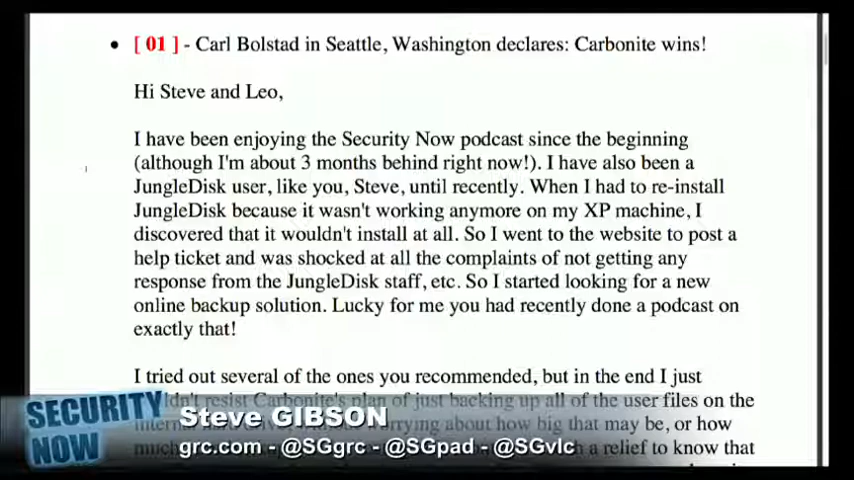 [ 01 ] - Carl Bolstad in Seattle, Washington declares: Carbonite wins!
Hi Steve and Leo,
I have been enjoying the Security Now podcast since the beginning
(although I'm about 3 months behind right now!). I have also been a
JungleDisk user, like you, Steve, until recently. When I had to re-install
JungleDisk because it wasn't working anymore on my XP machine, I
discovered that it wouldn't install at all. So I went to the website to post a
help ticket and was shocked at all the complaints of not getting any
response from the JungleDisk staff, etc. So I started looking for a new
online backup solution. Lucky for me you had recently done a podcast on
exactly that!
I tried out several of the ones you recommended, but in the end I just
resist Carbonite's plan of just backing up all of the user files on the
worrying about how big that may be, or how
a relief to know that
SECURITY NOW
Steve GIBSON
grc.com - @SGgrc - @SGpad - @SGvlc